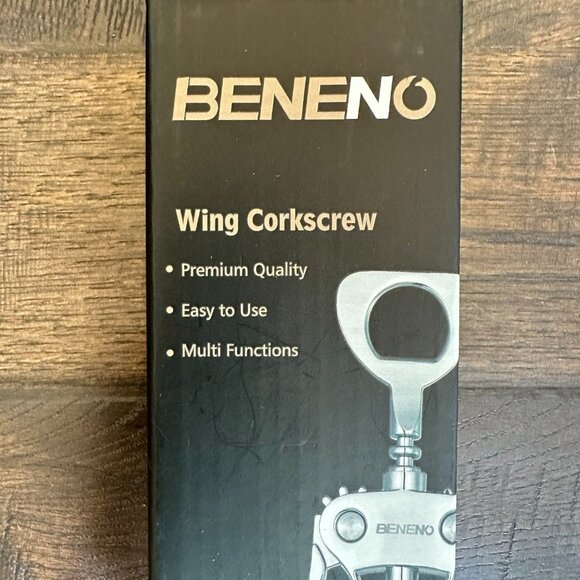 BENENO
Wing Corkscrew
• Premium Quality
• Easy to Use
• Multi Functions
BENENO